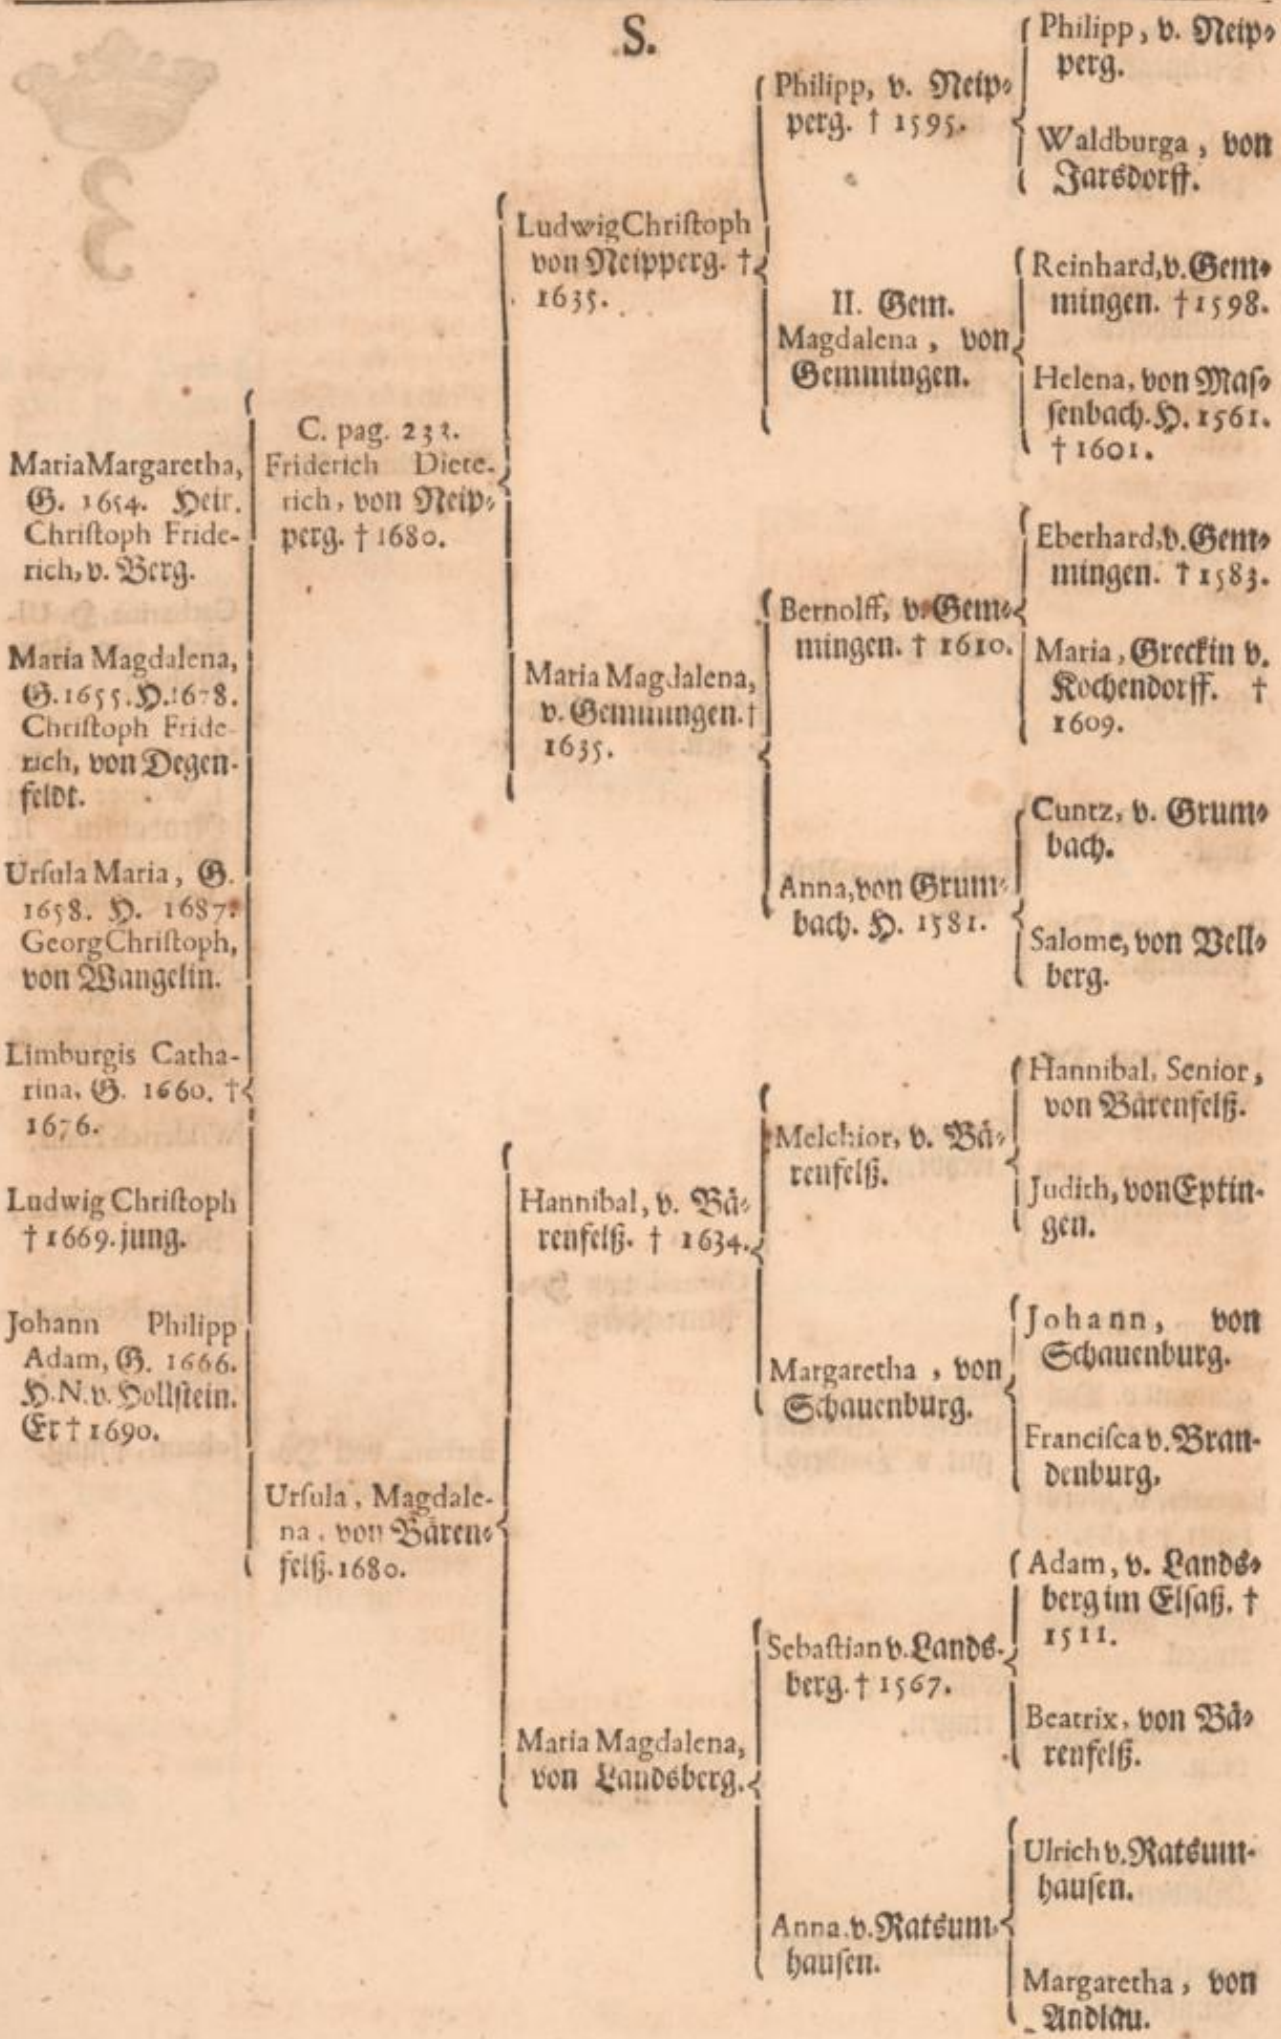 S.
MariaMargaretha,
G. 1654. Heir.
Christoph Fride-
rich, v. Berg.
Maria Magdalena,
G. 1655. H. 1678.
Christoph Fride-
rich, von Degen-
feldt.
Urſula Maria, G.
1658. H. 1687.
Georg Chriſtoph,
von Wangelin.
Limburgis Catha-
rina, G. 1660. †
1676.
Ludwig Chriſtoph
† 1669. jung.
Johann Philipp
Adam, G. 1666.
H. N. v. Hollſtein.
Er † 1690.
C. pag. 232.
Friderich Diete-
rich, von Neip-
perg. † 1680.
Urſula, Magdale-
na, von Bären-
felß. 1680.
Ludwig Chriſtoph
von Neipperg. †
1635.
Maria Magdalena,
v. Gemmingen. †
1635.
Hannibal, v. Bä-
renfelß. † 1634.
Maria Magdalena,
von Landsberg.
Philipp, v. Neip-
perg. † 1595.
II. Gem.
Magdalena, von
Gemmingen.
Bernolff, v. Gem-
mingen. † 1610.
Anna, von Grum-
bach. H. 1581.
Melchior, v. Bä-
renfelß.
Margaretha, von
Schauenburg.
Sebaſtian v. Lands-
berg. † 1567.
Anna. v. Ratsum-
hauſen.
Philipp, v. Neip-
perg.
Waldburga, von
Jarsdorff.
Reinhard, v. Gem-
mingen. † 1598.
Helena, von Maſ-
ſenbach. H. 1561.
† 1601.
Eberhard, v. Gem-
mingen. † 1583.
Maria, Greckin v.
Kochendorff. †
1609.
Cuntz, v. Grum-
bach.
Salome, von Vell-
berg.
Hannibal, Senior,
von Bärenfelß.
Judith, von Eptin-
gen.
Johann, von
Schauenburg.
Franciſca v. Bran-
denburg.
Adam, v. Lands-
berg im Elſaß. †
1511.
Beatrix, von Bä-
renfelß.
Ulrich v. Ratsum-
hauſen.
Margaretha, von
Andlau.